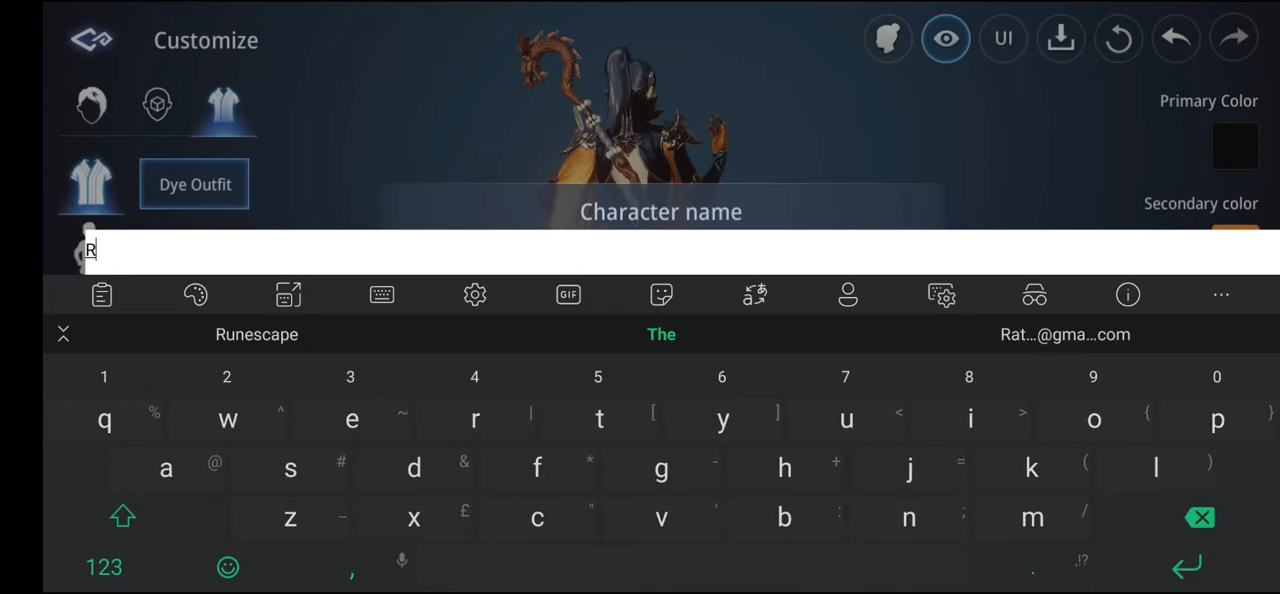 Customize
UI
Primary Color
Dye Outfit
Secondary color
Character name
R
GIF
Runescape The Rat...@gma...com
1 2 3 4 5 6 7 8 9 0
q % w ^ e ~ r | t [ y ] u < i > o { p }
a @ s # d & f * g - h + j = k ( l )
z _ x £ c " v ' b : n ; m /
123 , . ,!?